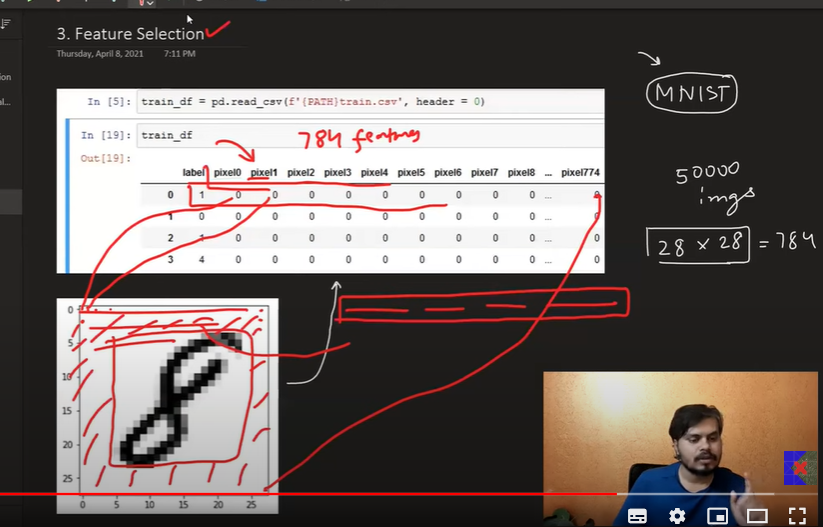 3. Feature Selection
Thursday, April 8, 2021 7:11 PM
MNIST
In [5]: train_df = pd.read_csv(f'{PATH}train.csv', header = 0)
In [19]: train_df
784 features
Out[19]:
label pixel0 pixel1 pixel2 pixel3 pixel4 pixel5 pixel6 pixel7 pixel8 ... pixel774
0 1 0 0 0 0 0 0 0 0 0 ... 0
1 0 0 0 0 0 0 0 0 0 0 ... 0
2 1 0 0 0 0 0 0 0 0 0 ... 0
3 4 0 0 0 0 0 0 0 0 0 ... 0
50000
imgs
28 × 28 = 784
0
5
10
15
20
25
0 5 10 15 20 25